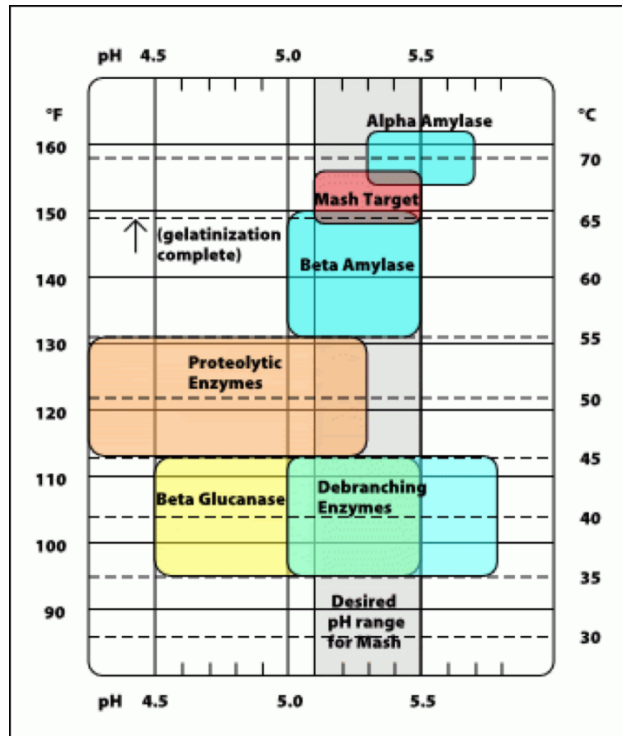 pH 4.5 5.0 5.5
°F
°C
Alpha Amylase
160
70
Mash Target
150
65
(gelatinization
complete)
Beta Amylase
140
60
130
55
Proteolytic
Enzymes
120
50
110
45
Beta Glucanase
Debranching
Enzymes
40
100
35
Desired
pH range
for Mash
90
30
pH 4.5 5.0 5.5